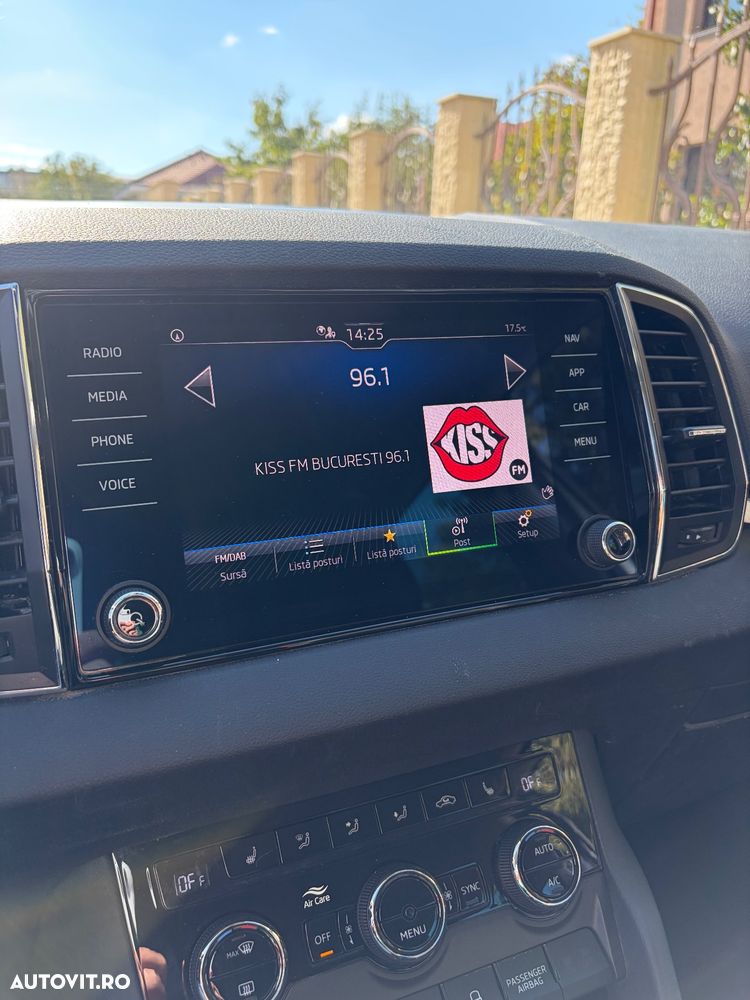 RADIO
MEDIA
PHONE
VOICE
14:25
17.5°C
96.1
KISS FM BUCURESTI 96.1
KISS
FM
FM/DAB
Sursă
Listă posturi
Listă posturi
Post
Setup
NAV
APP
CAR
MENU
OFF
OFF
Air Care
OFF
MENU
SYNC
AUTO
A/C
MAX
PASSENGER
AIRBAG
AUTOVIT.RO